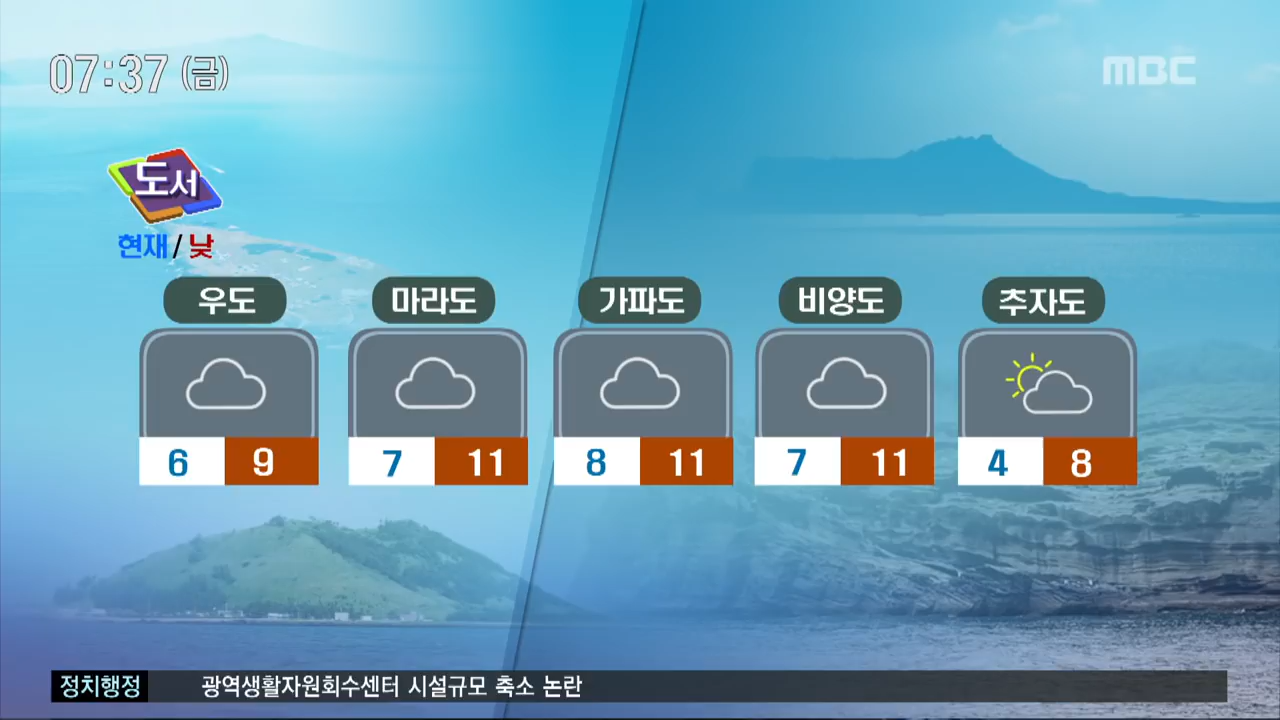 07:37 (금)
MBC
도서
현재/낮
우도
마라도
가파도
비양도
추자도
6 9
7 11
8 11
7 11
4 8
정치행정 광역생활자원회수센터 시설규모 축소 논란